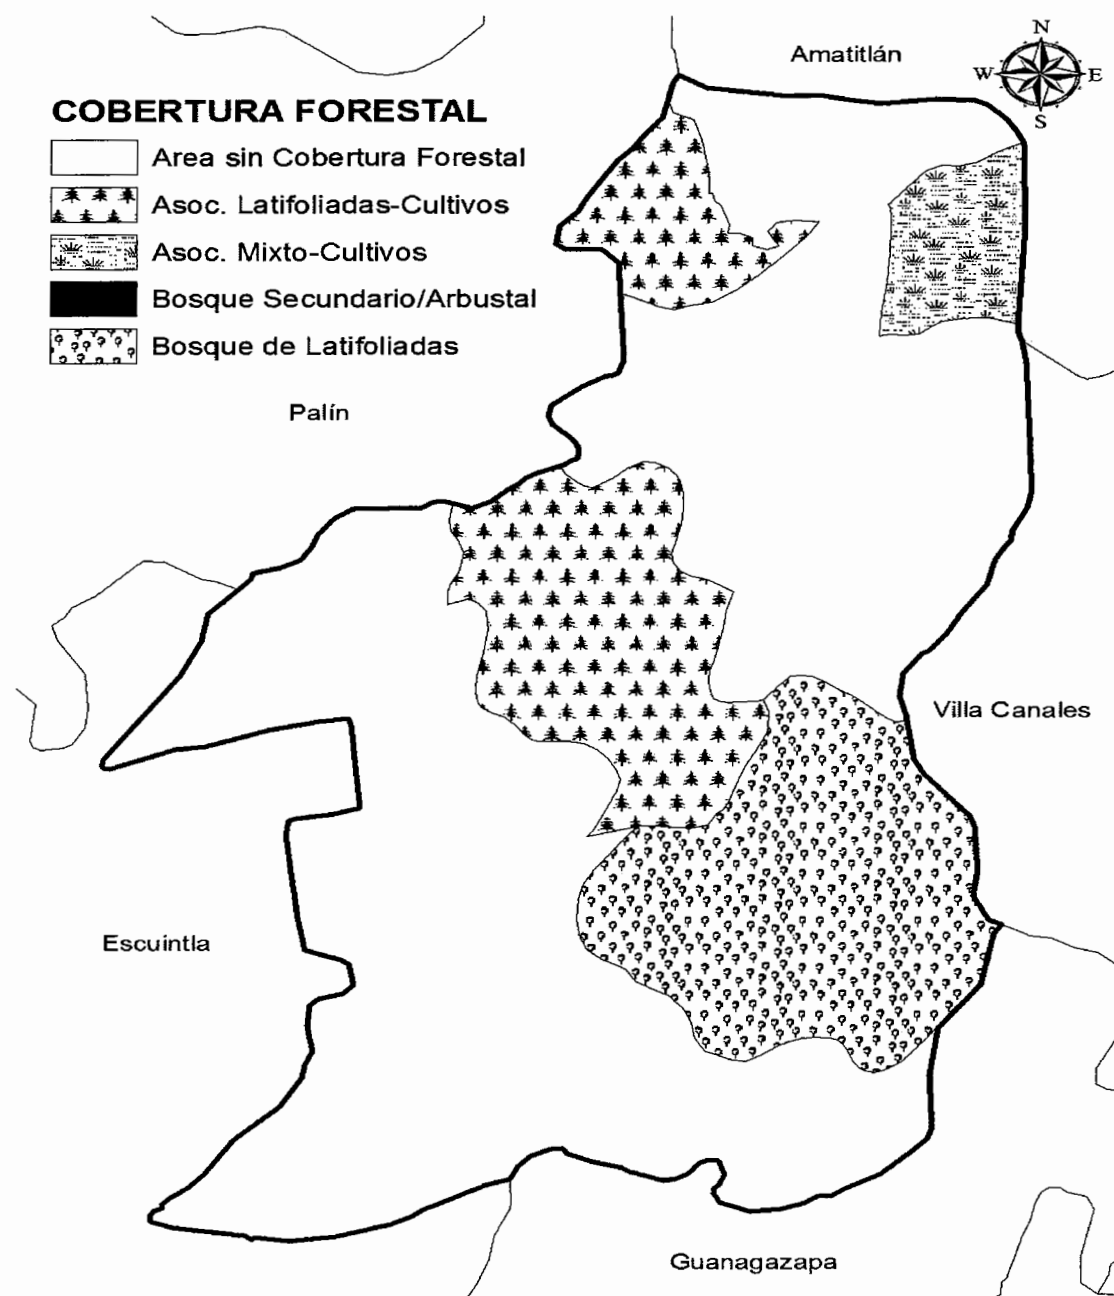 Amatitlán
N
W E
S
COBERTURA FORESTAL
Area sin Cobertura Forestal
Asoc. Latifoliadas-Cultivos
Asoc. Mixto-Cultivos
Bosque Secundario/Arbustal
Bosque de Latifoliadas
Palín
Villa Canales
Escuintla
Guanagazapa